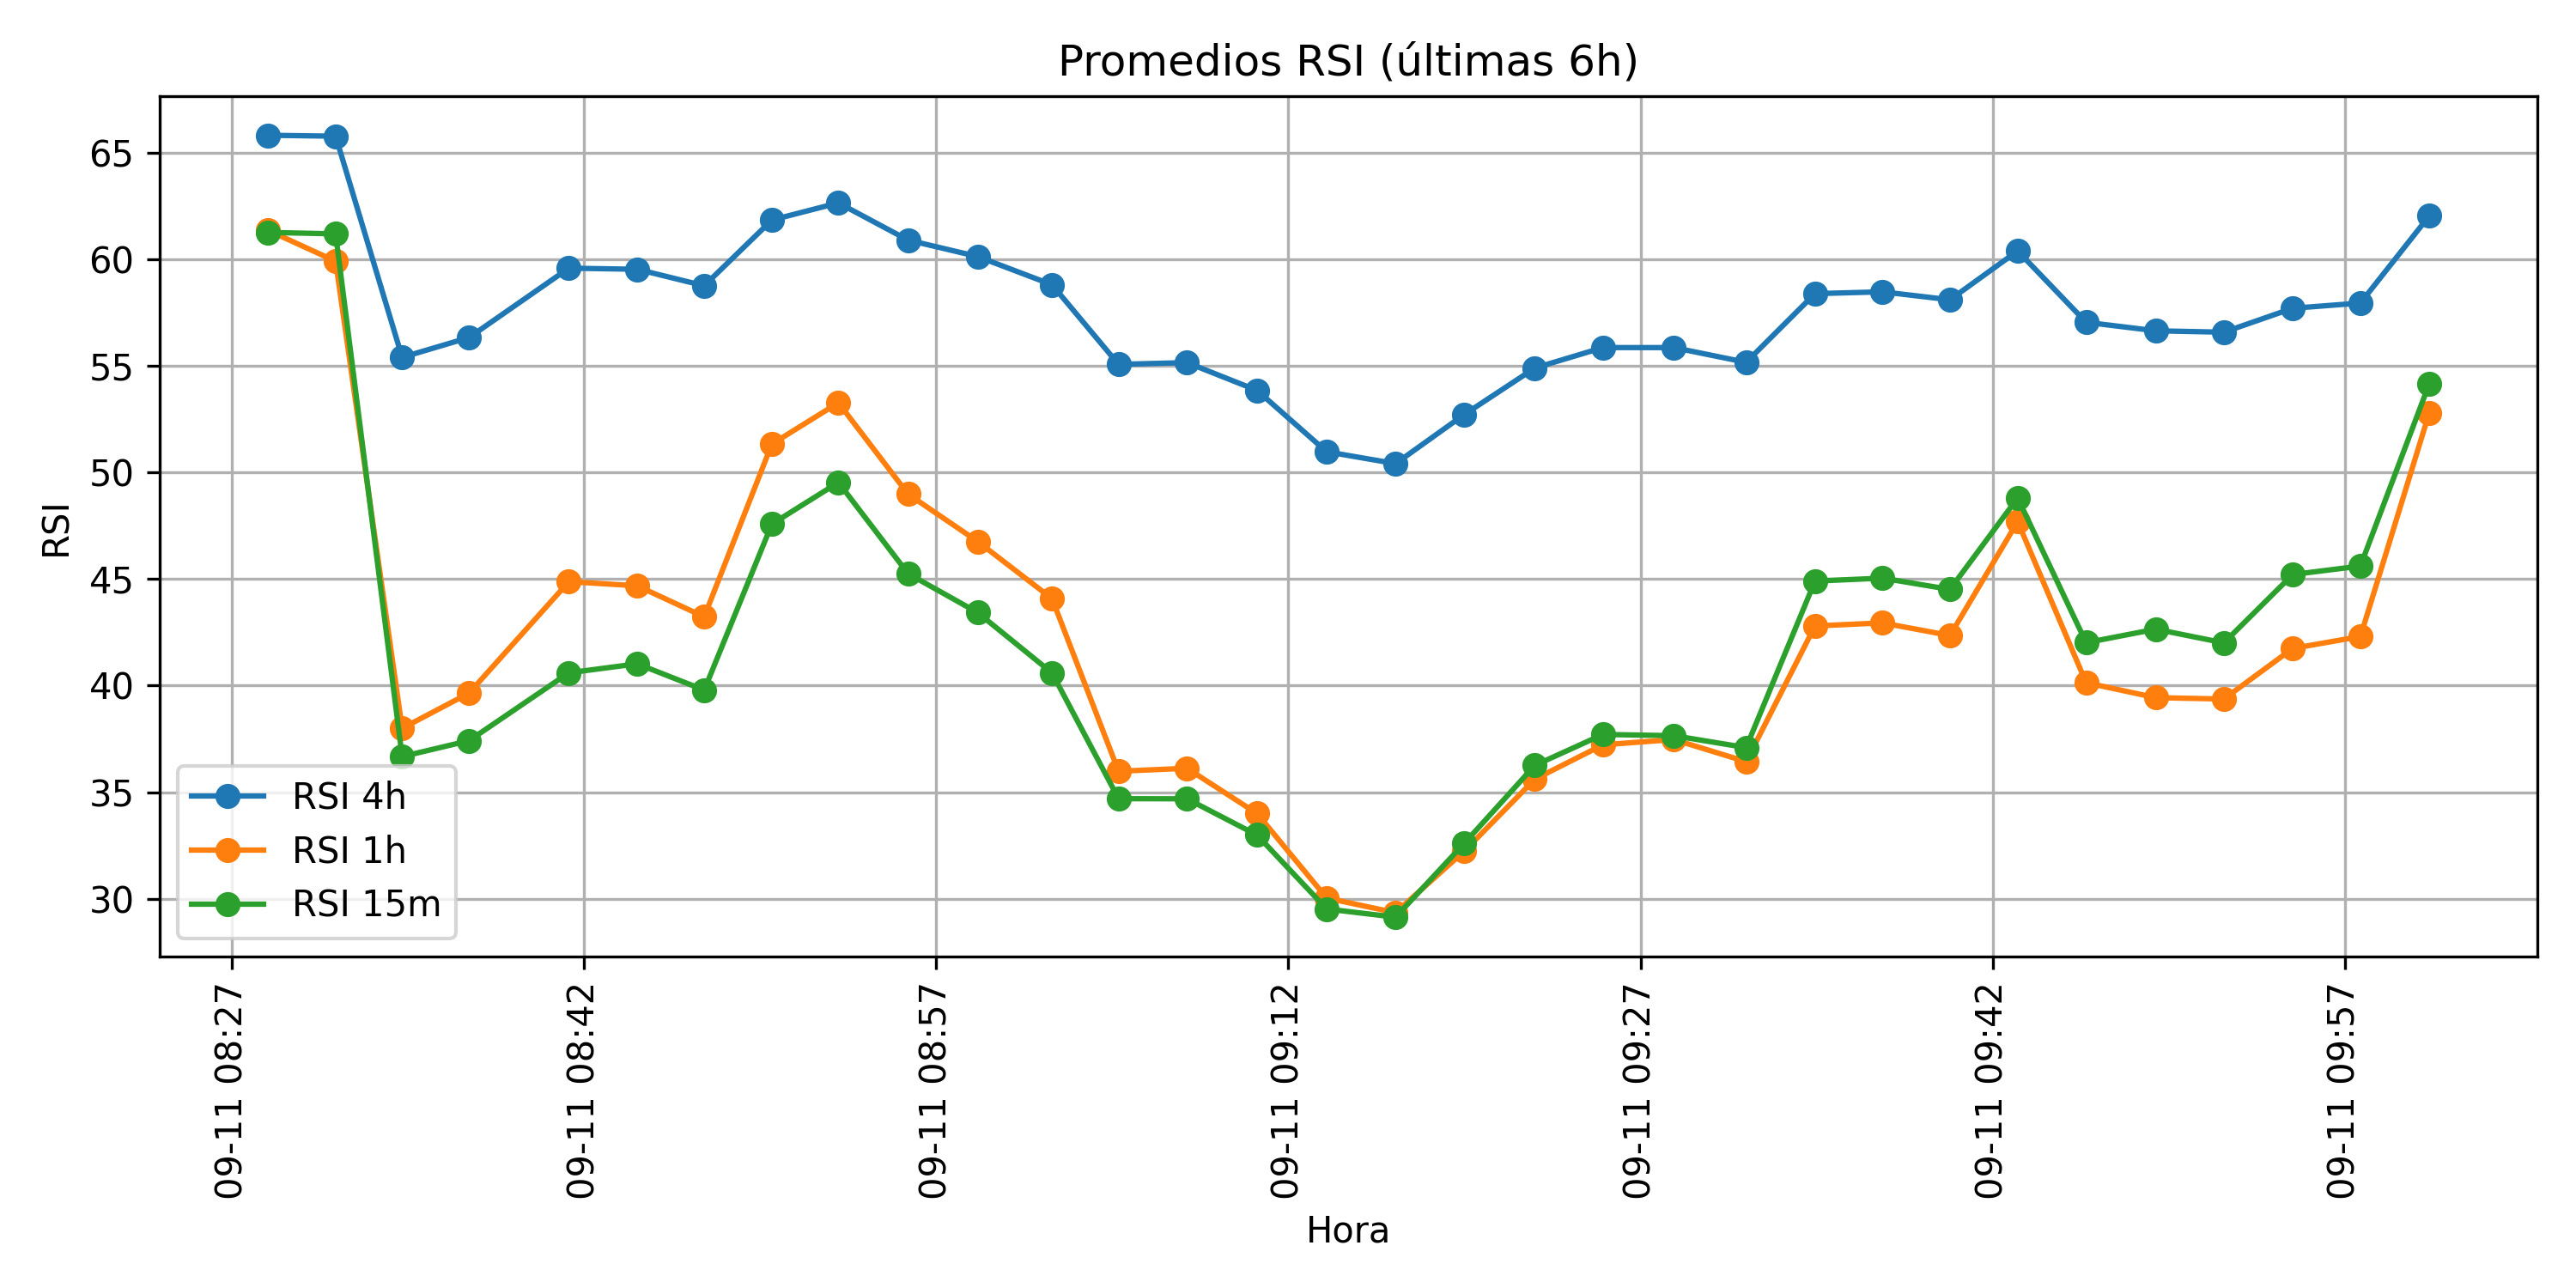 Promedios RSI (últimas 6h)
65
60
55
50
45
40
35
30
RSI
RSI 4h
RSI 1h
RSI 15m
09-11 08:27
09-11 08:42
09-11 08:57
09-11 09:12
09-11 09:27
09-11 09:42
09-11 09:57
Hora